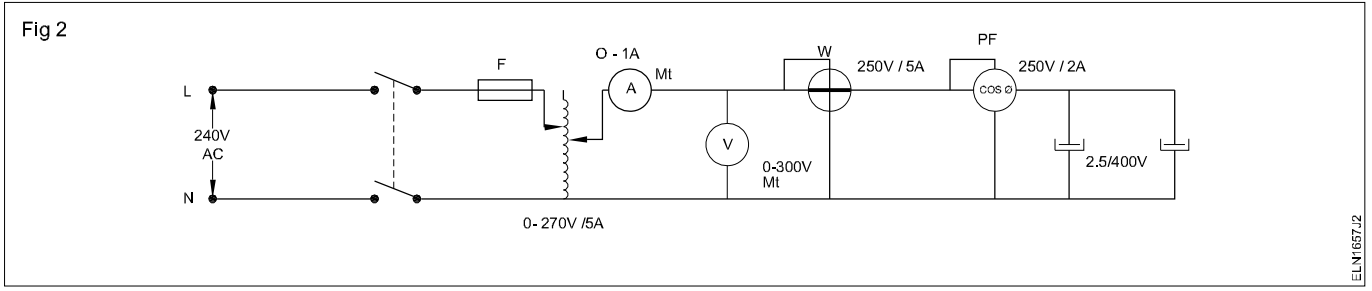 Fig 2
L
240V
AC
N
F
0- 270V /5A
O - 1A
A
Mt
V
0-300V
Mt
W
250V / 5A
PF
COS Ø
250V / 2A
2.5/400V
ELN1657J2